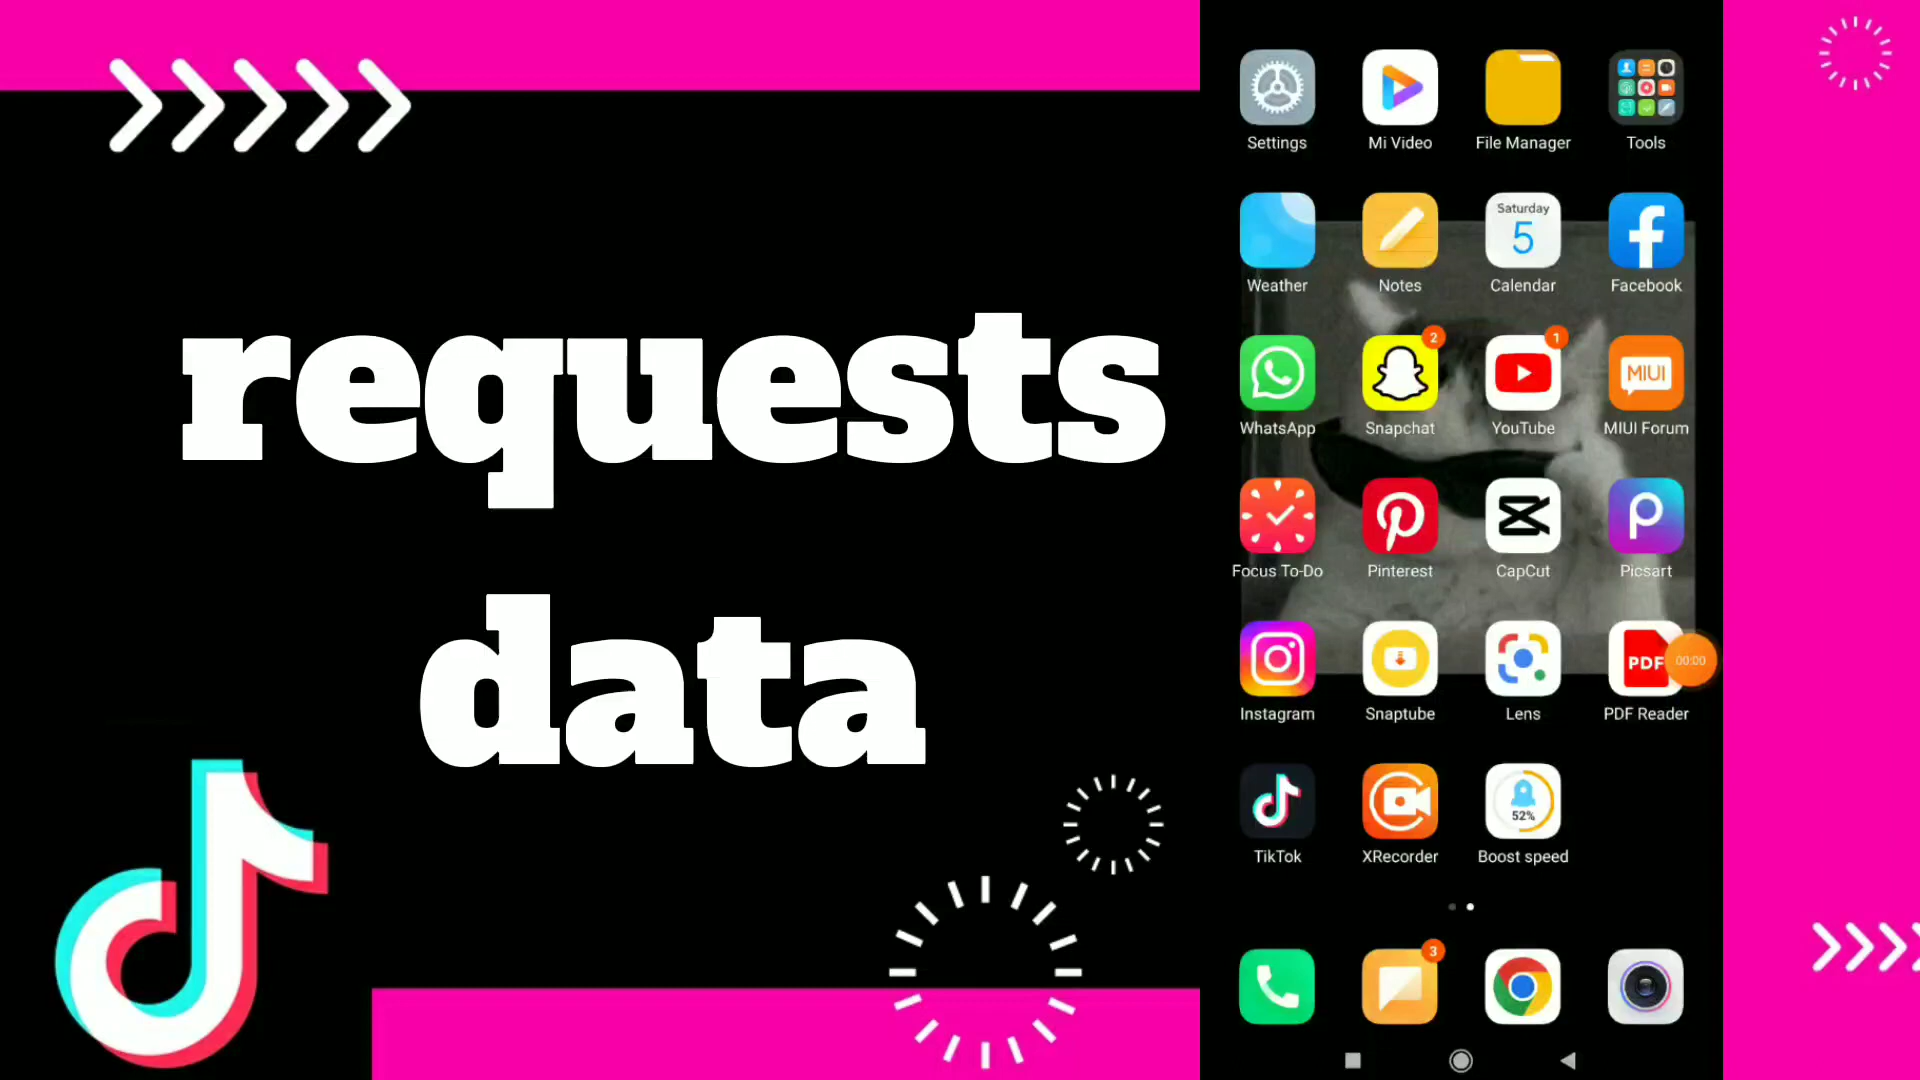 requests
data
Settings
Mi Video
File Manager
Tools
Saturday
5
Weather
Notes
Calendar
Facebook
2
1
MIUI
WhatsApp
Snapchat
YouTube
MIUI Forum
Focus To-Do
Pinterest
CapCut
Picsart
PDF
00:00
Instagram
Snaptube
Lens
PDF Reader
52%
TikTok
XRecorder
Boost speed
3